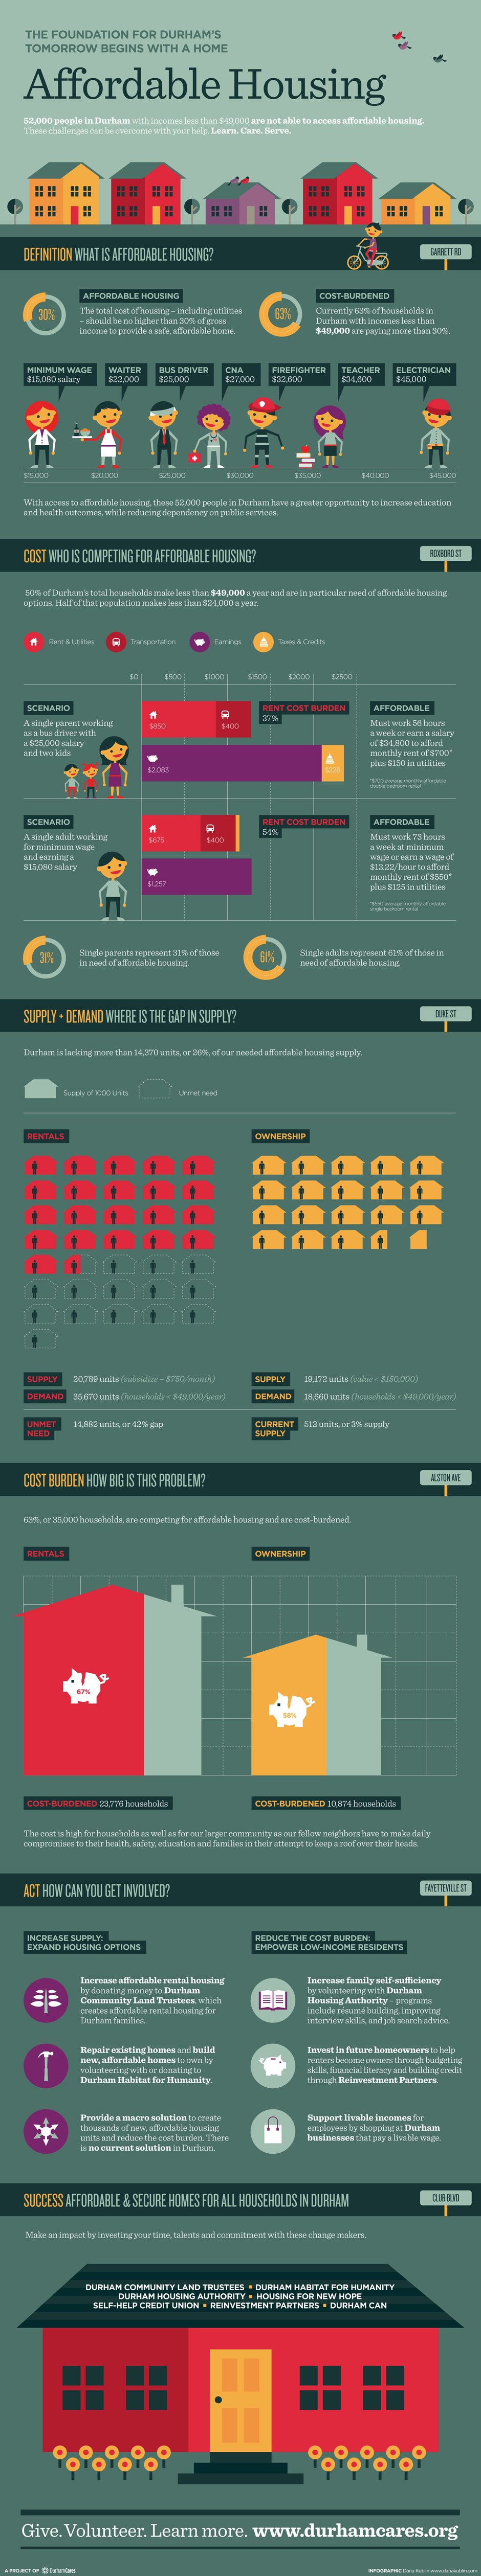 THE FOUNDATION FOR DURHAM'S
TOMORROW BEGINS WITH A HOME
Affordable Housing
52,000 people in Durham with incomes less than $49,000 are not able to access affordable housing.
These challenges can be overcome with your help. Learn. Care. Serve.
DEFINITION WHAT IS AFFORDABLE HOUSING?
GARRETT RD
30%
AFFORDABLE HOUSING
The total cost of housing – including utilities
– should be no higher than 30% of gross
income to provide a safe, affordable home.
63%
COST-BURDENED
Currently 63% of households in
Durham with incomes less than
$49,000 are paying more than 30%.
MINIMUM WAGE
$15,080 salary
WAITER
$22,000
BUS DRIVER
$25,000
CNA
$27,000
FIREFIGHTER
$32,600
TEACHER
$34,600
ELECTRICIAN
$45,000
$15,000 $20,000 $25,000 $30,000 $35,000 $40,000 $45,000
With access to affordable housing, these 52,000 people in Durham have a greater opportunity to increase education
and health outcomes, while reducing dependency on public services.
COST WHO IS COMPETING FOR AFFORDABLE HOUSING?
ROXBORO ST
50% of Durham's total households make less than $49,000 a year and are in particular need of affordable housing
options. Half of that population makes less than $24,000 a year.
Rent & Utilities
Transportation
Earnings
Taxes & Credits
$0 $500 $1000 $1500 $2000 $2500
SCENARIO
A single parent working
as a bus driver with
a $25,000 salary
and two kids
$850
$400
RENT COST BURDEN
37%
$2,083
$226
AFFORDABLE
Must work 56 hours
a week or earn a salary
of $34,800 to afford
monthly rent of $700*
plus $150 in utilities
*$700 average monthly affordable
double bedroom rental
SCENARIO
A single adult working
for minimum wage
and earning a
$15,080 salary
$675
$400
RENT COST BURDEN
54%
$1,257
AFFORDABLE
Must work 73 hours
a week at minimum
wage or earn a wage of
$13.22/hour to afford
monthly rent of $550*
plus $125 in utilities
*$550 average monthly affordable
single bedroom rental
31%
Single parents represent 31% of those
in need of affordable housing.
61%
Single adults represent 61% of those in
need of affordable housing.
SUPPLY + DEMAND WHERE IS THE GAP IN SUPPLY?
DUKE ST
Durham is lacking more than 14,370 units, or 26%, of our needed affordable housing supply.
Supply of 1000 Units
Unmet need
RENTALS
OWNERSHIP
SUPPLY 20,789 units (subsidize – $750/month)
DEMAND 35,670 units (households < $49,000/year)
UNMET
NEED
14,882 units, or 42% gap
SUPPLY 19,172 units (value < $150,000)
DEMAND 18,660 units (households < $49,000/year)
CURRENT
SUPPLY
512 units, or 3% supply
COST BURDEN HOW BIG IS THIS PROBLEM?
ALSTON AVE
63%, or 35,000 households, are competing for affordable housing and are cost-burdened.
RENTALS
OWNERSHIP
67%
58%
COST-BURDENED 23,776 households
COST-BURDENED 10,874 households
The cost is high for households as well as for our larger community as our fellow neighbors have to make daily
compromises to their health, safety, education and families in their attempt to keep a roof over their heads.
ACT HOW CAN YOU GET INVOLVED?
FAYETTEVILLE ST
INCREASE SUPPLY:
EXPAND HOUSING OPTIONS
Increase affordable rental housing
by donating money to Durham
Community Land Trustees, which
creates affordable rental housing for
Durham families.
Repair existing homes and build
new, affordable homes to own by
volunteering with or donating to
Durham Habitat for Humanity.
Provide a macro solution to create
thousands of new, affordable housing
units and reduce the cost burden. There
is no current solution in Durham.
REDUCE THE COST BURDEN:
EMPOWER LOW-INCOME RESIDENTS
Increase family self-sufficiency
by volunteering with Durham
Housing Authority – programs
include résumé building, improving
interview skills, and job search advice.
Invest in future homeowners to help
renters become owners through budgeting
skills, financial literacy and building credit
through Reinvestment Partners.
Support livable incomes for
employees by shopping at Durham
businesses that pay a livable wage.
SUCCESS AFFORDABLE & SECURE HOMES FOR ALL HOUSEHOLDS IN DURHAM
CLUB BLVD
Make an impact by investing your time, talents and commitment with these change makers.
DURHAM COMMUNITY LAND TRUSTEES ▪ DURHAM HABITAT FOR HUMANITY
DURHAM HOUSING AUTHORITY ▪ HOUSING FOR NEW HOPE
SELF-HELP CREDIT UNION ▪ REINVESTMENT PARTNERS ▪ DURHAM CAN
Give. Volunteer. Learn more. www.durhamcares.org
A PROJECT OF DurhamCares
INFOGRAPHIC Dana Kublin www.danakublin.com